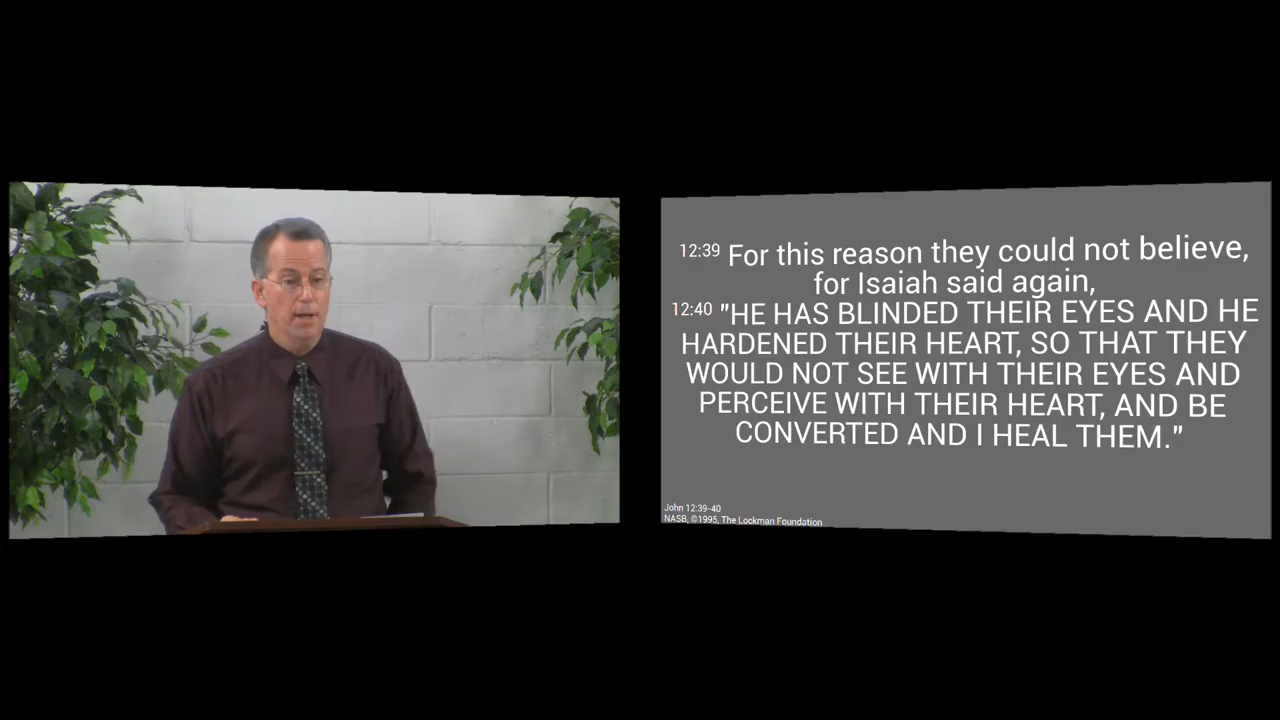 12:39 For this reason they could not believe,
for Isaiah said again,
12:40 "HE HAS BLINDED THEIR EYES AND HE
HARDENED THEIR HEART, SO THAT THEY
WOULD NOT SEE WITH THEIR EYES AND
PERCEIVE WITH THEIR HEART, AND BE
CONVERTED AND I HEAL THEM."
John 12:39-40
NASB, ©1995, The Lockman Foundation